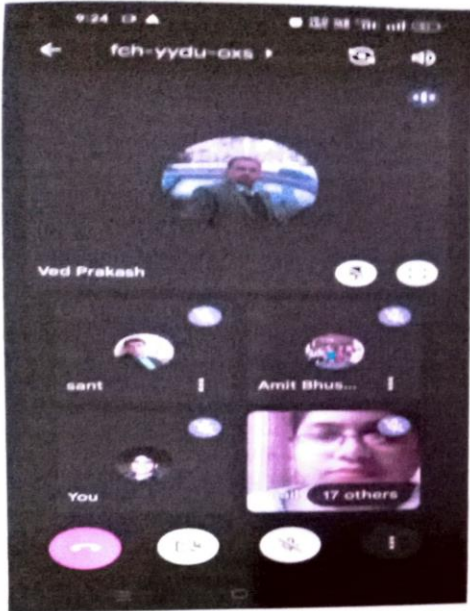 9:24
fch-yydu-oxs
Ved Prakash
sant
Amit Bhus...
You
17 others